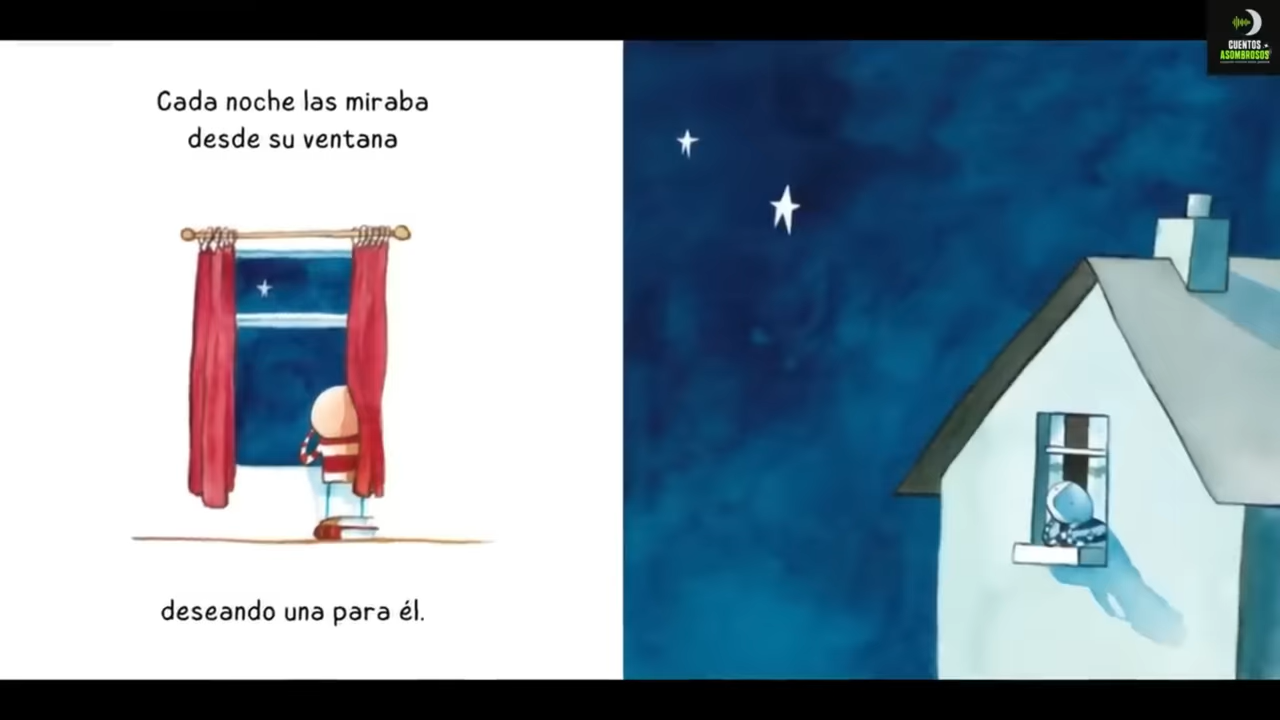 Cada noche las miraba
desde su ventana
deseando una para él.
CUENTOS
ASOMBROSOS